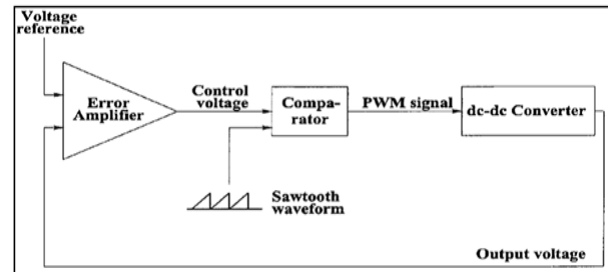 Voltage
reference
Error
Amplifier
Control
voltage
Compa-
rator
PWM signal
dc-dc Converter
Sawtooth
waveform
Output voltage